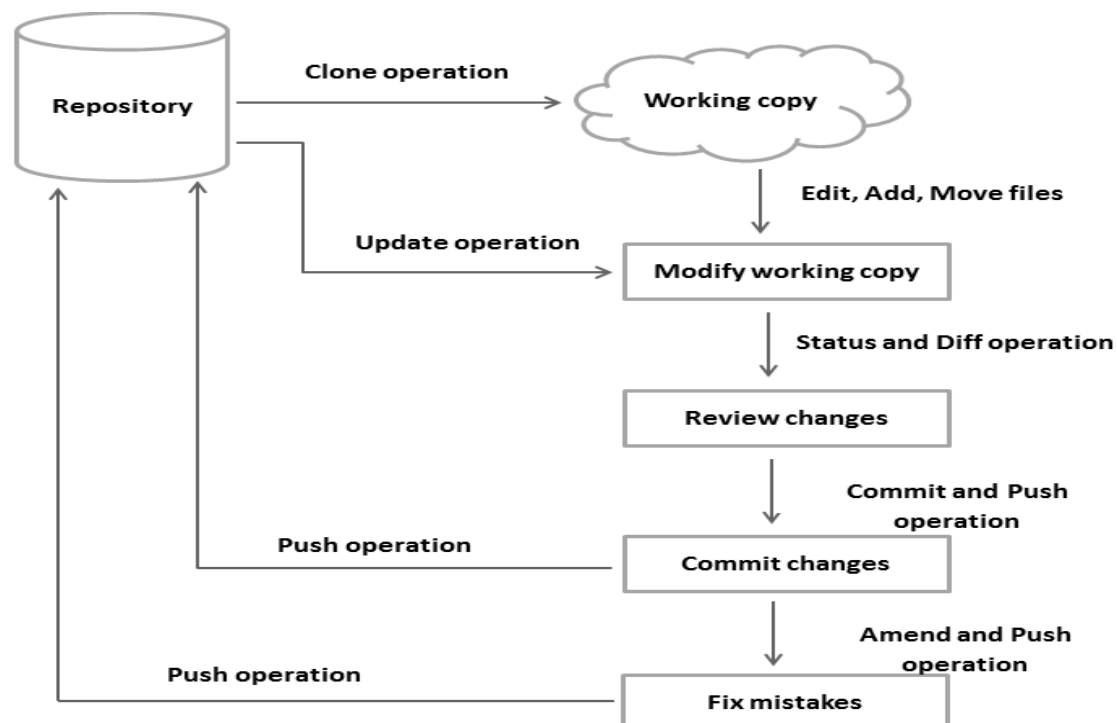 Clone operation
Repository
Working copy
Edit, Add, Move files
Update operation
Modify working copy
Status and Diff operation
Review changes
Commit and Push
operation
Push operation
Commit changes
Amend and Push
operation
Push operation
Fix mistakes